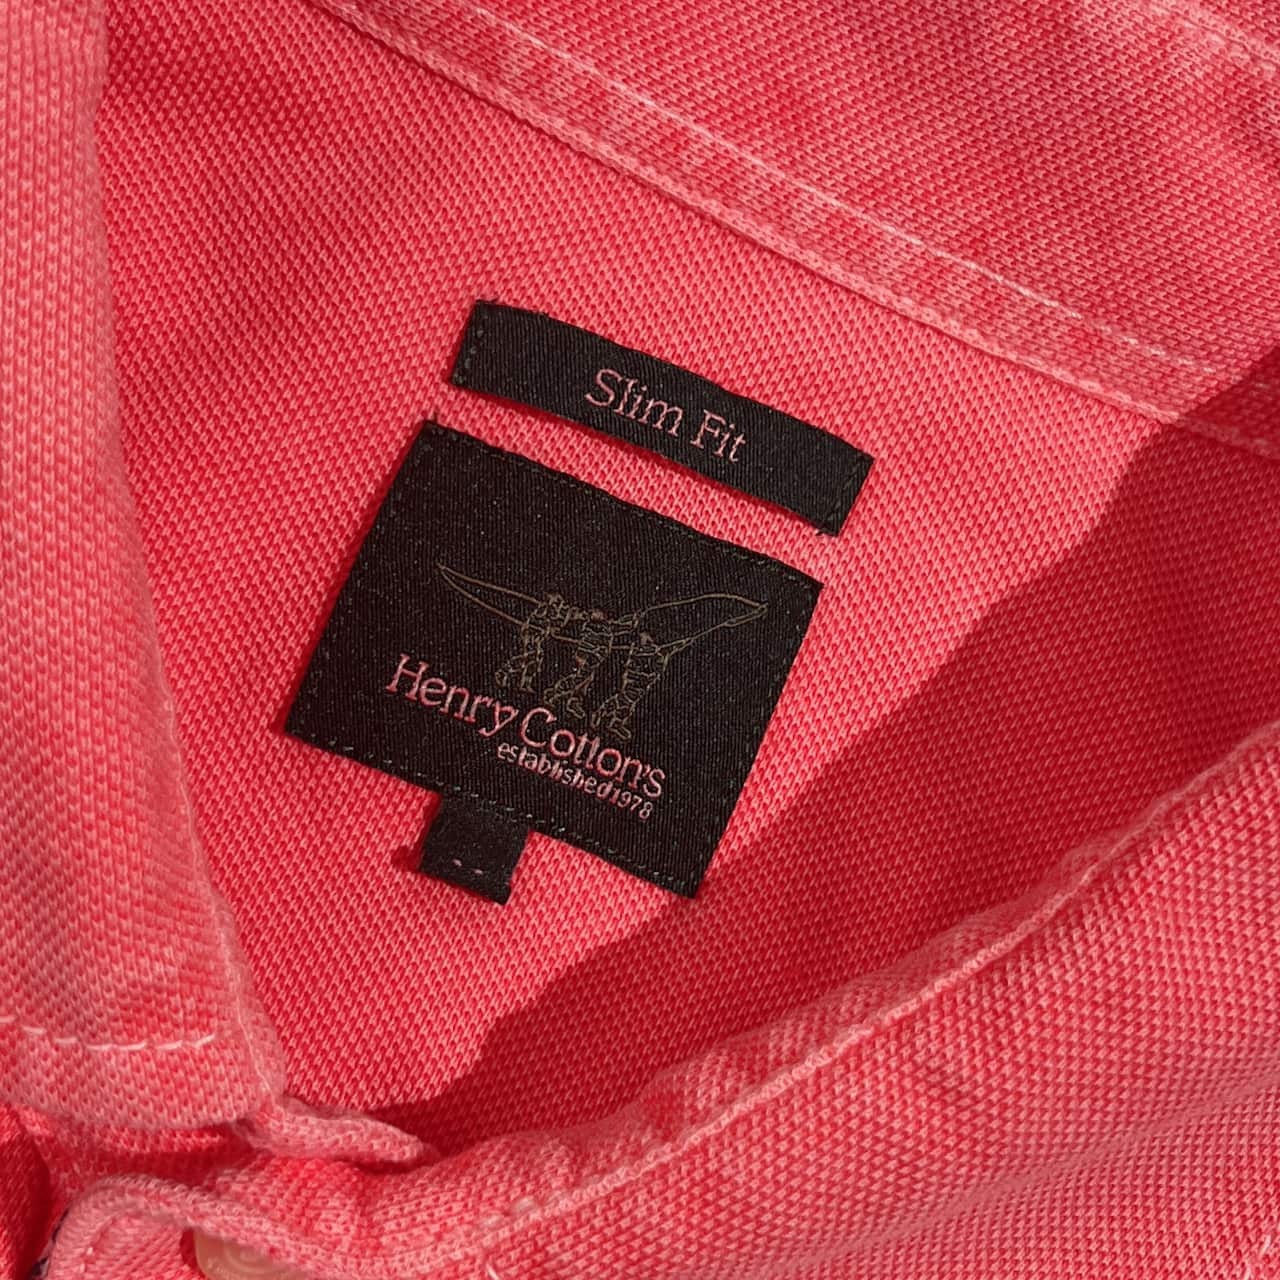 Slim Fit
Henry Cotton's
established 1978